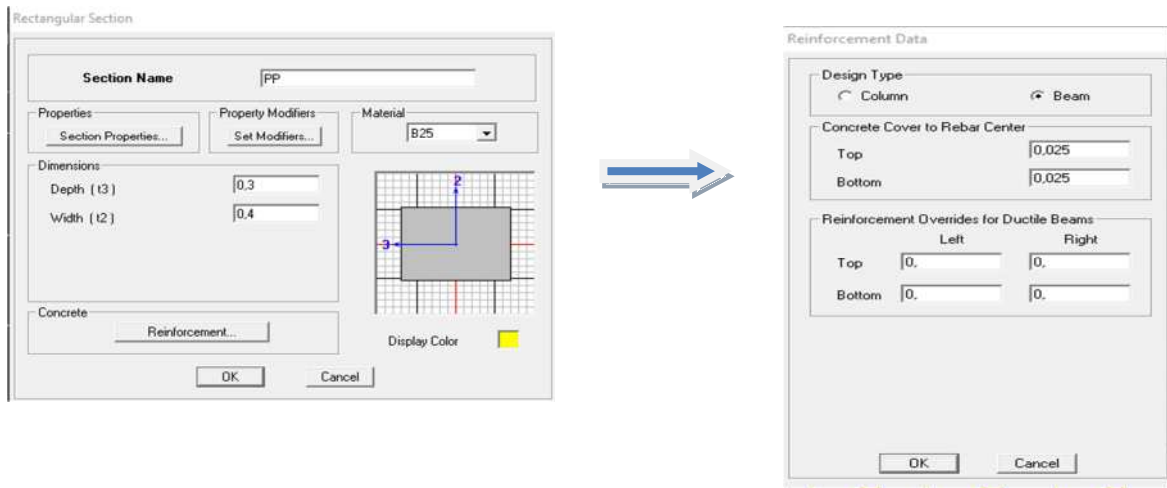 Rectangular Section
Section Name PP
Properties
Section Properties...
Property Modifiers
Set Modifiers...
Material
B25
Dimensions
Depth (t3) 0,3
Width (t2) 0,4
2
3
Concrete
Reinforcement...
Display Color
OK Cancel
Reinforcement Data
Design Type
Column Beam
Concrete Cover to Rebar Center
Top 0,025
Bottom 0,025
Reinforcement Overrides for Ductile Beams
Left Right
Top 0, 0,
Bottom 0, 0,
OK Cancel